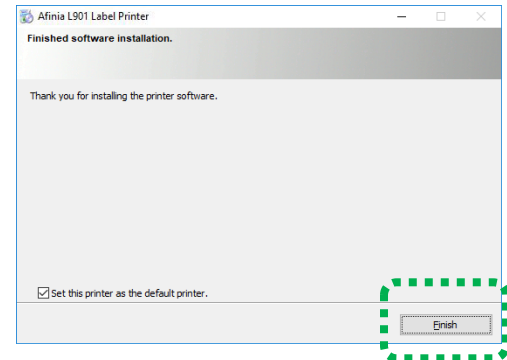 Afinia L901 Label Printer
Finished software installation.
Thank you for installing the printer software.
Set this printer as the default printer.
Finish